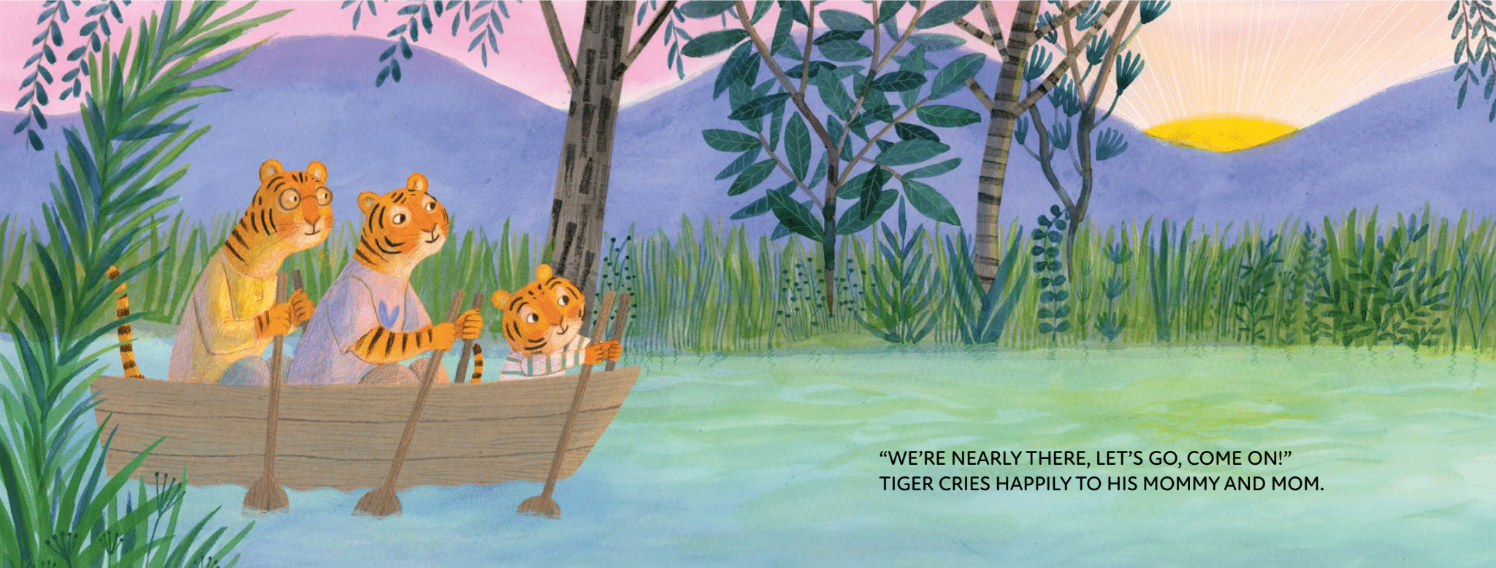 “WE’RE NEARLY THERE, LET’S GO, COME ON!”
TIGER CRIES HAPPILY TO HIS MOMMY AND MOM.